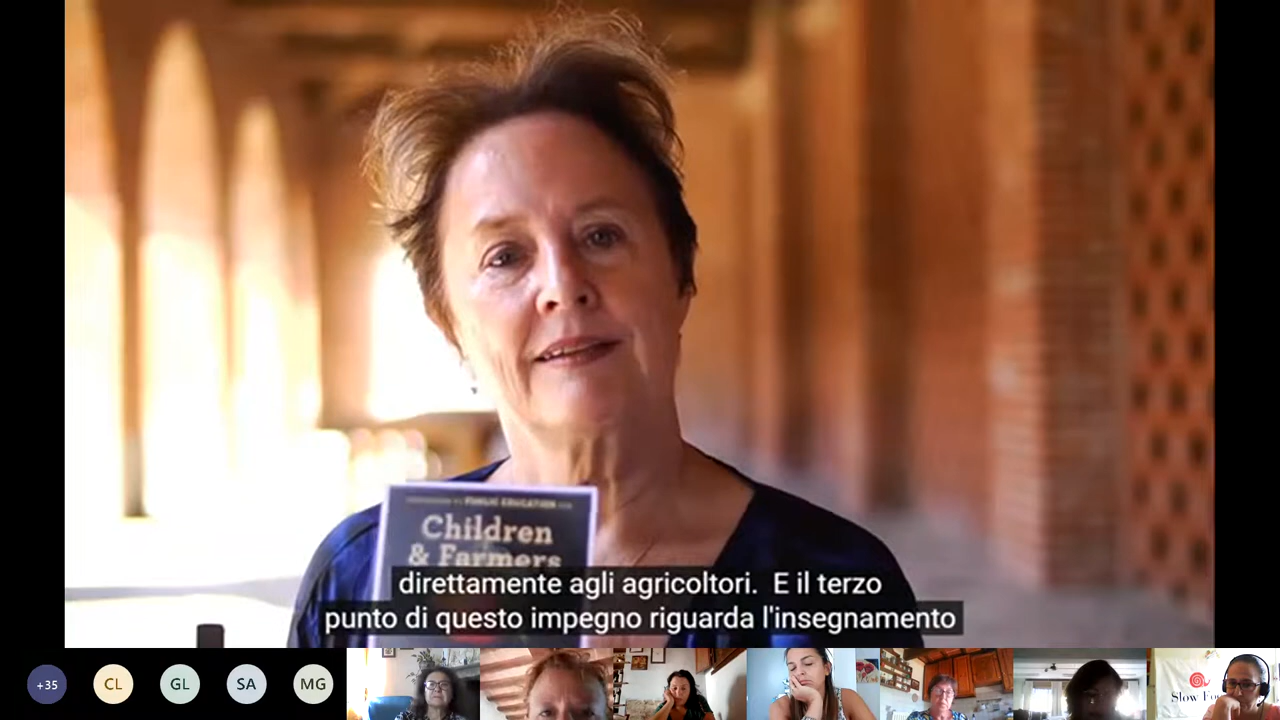 PUBLIC EDUCATION
Children
& Farmers
direttamente agli agricoltori.  E il terzo
punto di questo impegno riguarda l'insegnamento
+35
CL
GL
SA
MG
Slow